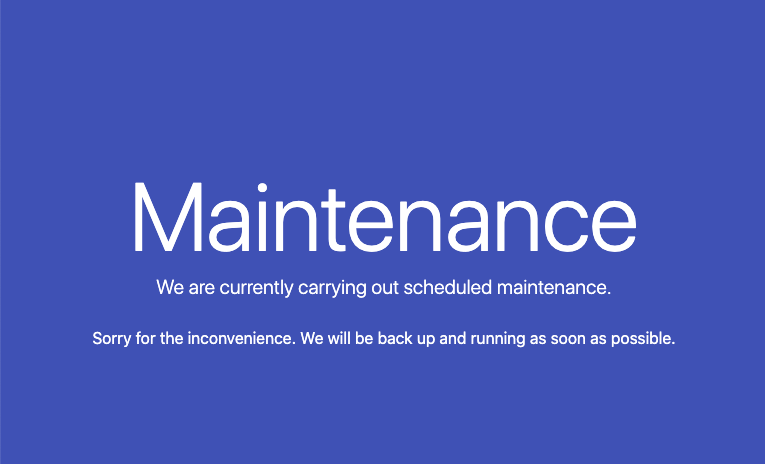 Maintenance
We are currently carrying out scheduled maintenance.
Sorry for the inconvenience. We will be back up and running as soon as possible.